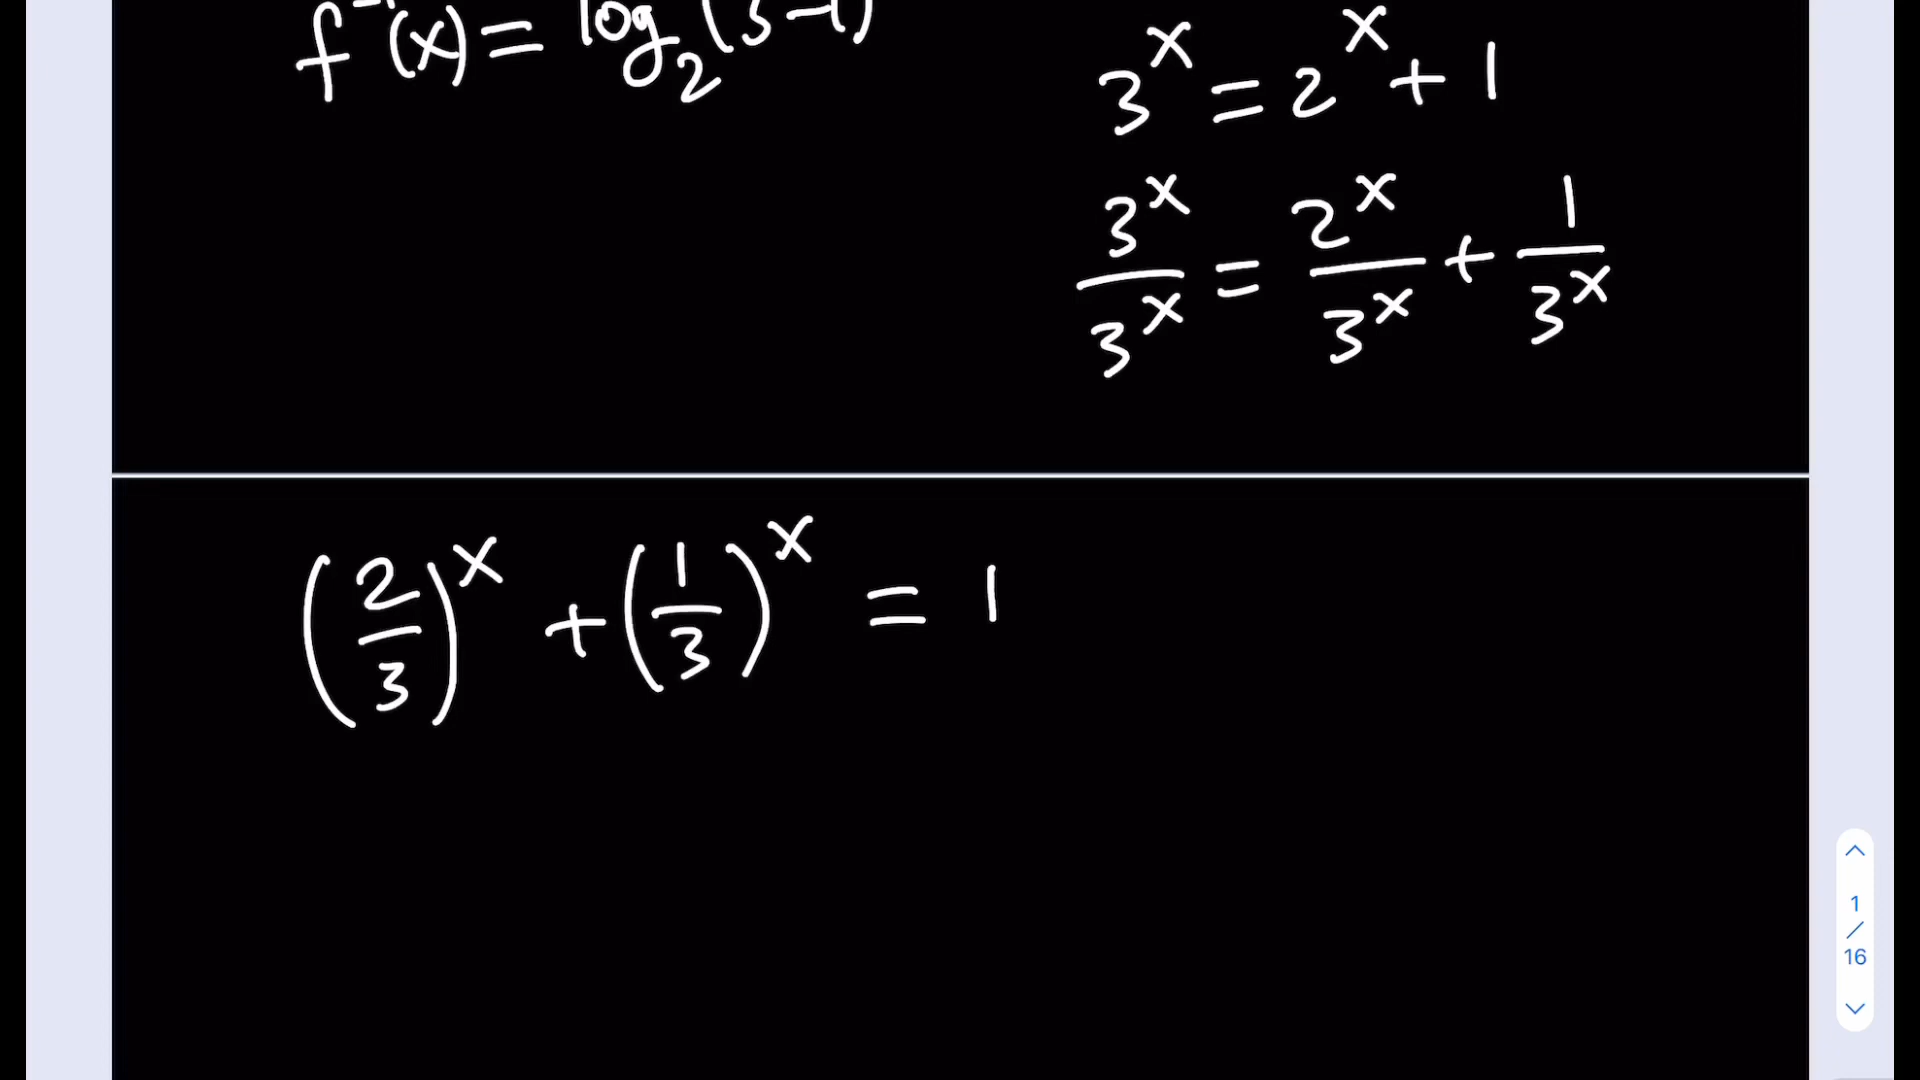 f⁻¹(x) = log₂(3-1)
3ˣ = 2ˣ + 1
3ˣ/3ˣ = 2ˣ/3ˣ + 1/3ˣ
(2/3)ˣ + (1/3)ˣ = 1
1
/
16